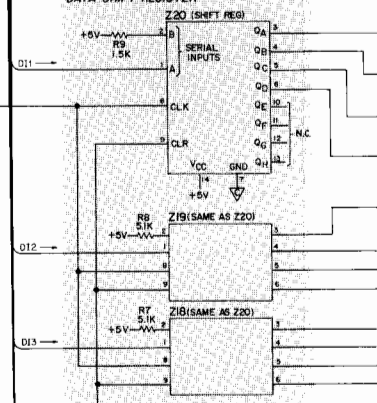 DATA SHIFT REGISTER
Z20 (SHIFT REG)
+5V
R9
1.5K
2
B
SERIAL
INPUTS
DI1
1
A
8
CLK
9
CLR
VCC
14
+5V
GND
7
C
QA 3
QB 4
QC 5
QD 6
QE 10
QF 11
QG 12
QH 13
N.C.
Z19 (SAME AS Z20)
R8
5.1K
+5V
2
DI2
1
8
9
3
4
5
6
Z18 (SAME AS Z20)
R7
5.1K
+5V
2
DI3
1
8
9
3
4
5
6